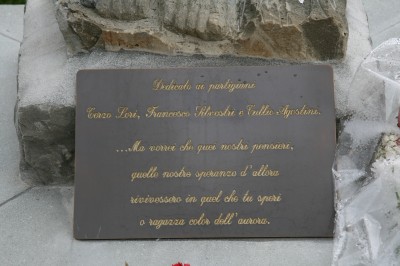 Dedicato ai partigiani
Terzo Lori, Francesco Silvestri e Tullio Agostini.
...Ma vorrei che quei nostri pensieri,
quelle nostre speranze d'allora
rivivessero in quel che tu speri
o ragazza color dell'aurora.